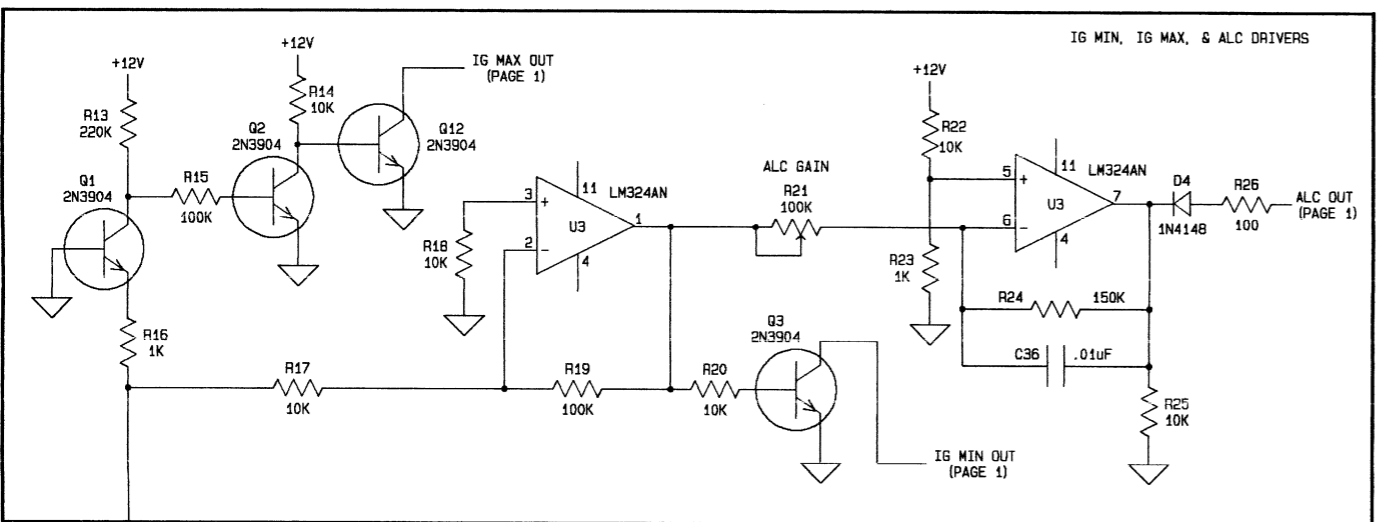 IG MIN, IG MAX, & ALC DRIVERS
+12V
R13
220K
Q1
2N3904
R15
100K
Q2
2N3904
+12V
R14
10K
Q12
2N3904
IG MAX OUT
(PAGE 1)
R16
1K
R17
10K
R18
10K
3
+
2
-
11
LM324AN
U3
1
4
R19
100K
R20
10K
Q3
2N3904
IG MIN OUT
(PAGE 1)
ALC GAIN
R21
100K
+12V
R22
10K
R23
1K
5
+
6
-
11
LM324AN
U3
7
4
R24
150K
C36
.01uF
D4
1N4148
R26
100
ALC OUT
(PAGE 1)
R25
10K